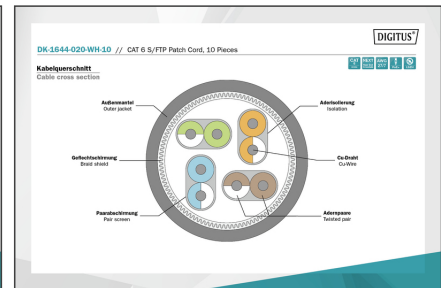 DIGITUS®
DK-1644-020-WH-10 // CAT 6 S/FTP Patch Cord, 10 Pieces
Kabelquerschnitt
Cable cross section
Außenmantel
Outer jacket
Aderisolierung
Isolation
Geflechtschirmung
Braid shield
Cu-Draht
Cu-Wire
Paarabschirmung
Pair screen
Adernpaare
Twisted pair